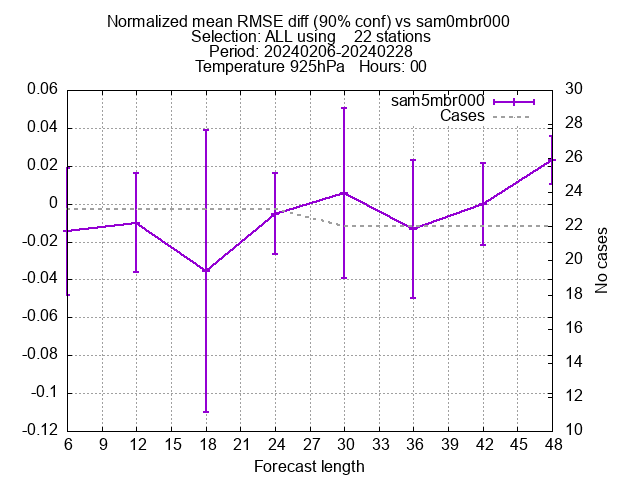 Normalized mean RMSE diff (90% conf) vs sam0mbr000
Selection: ALL using    22 stations
Period: 20240206-20240228
Temperature 925hPa   Hours: 00
sam5mbr000
Cases
0.06
0.04
0.02
0
-0.02
-0.04
-0.06
-0.08
-0.1
-0.12
30
28
26
24
22
20
18
16
14
12
10
No cases
6 12 15 18 21 24 27 30 33 36 39 42 45 48
Forecast length